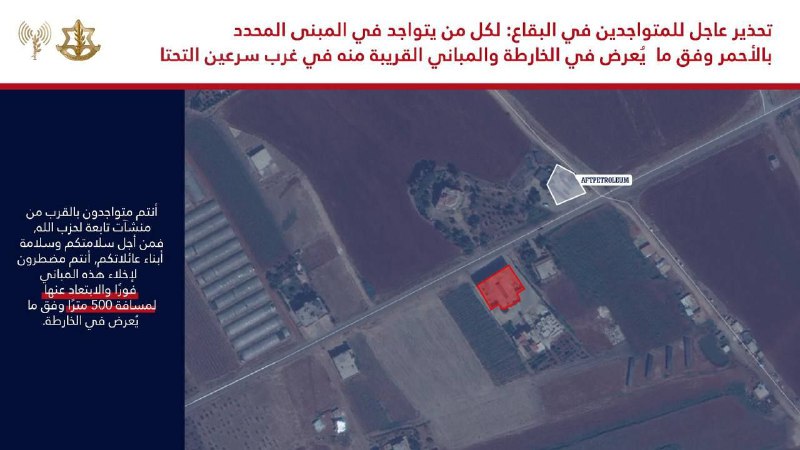 تحذير عاجل للمتواجدين في البقاع: لكل من يتواجد في المبنى المحدد
بالأحمر وفق ما يُعرض في الخارطة والمباني القريبة منه في غرب سرعين التحتا
AFTPETROLEUM
أنتم متواجدون بالقرب من
منشآت تابعة لحزب الله,
فمن أجل سلامتكم وسلامة
أبناء عائلاتكم, أنتم مضطرون
لإخلاء هذه المباني
فورًا والابتعاد عنها
لمسافة 500 مترًا وفق ما
يُعرض في الخارطة.